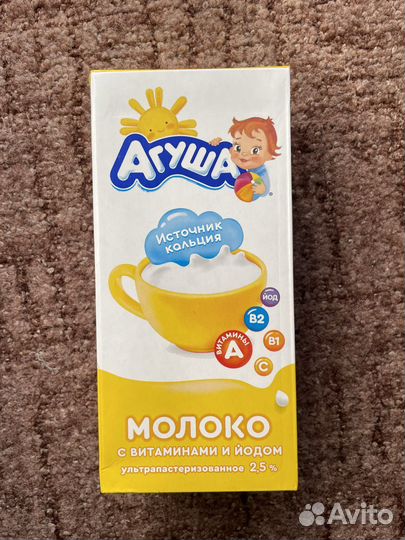 Агуша
Источник
кальция
йод
B2
Витамины
A
B1
C
МОЛОКО
С ВИТАМИНАМИ И ЙОДОМ
ультрапастеризованное 2,5 %
Avito